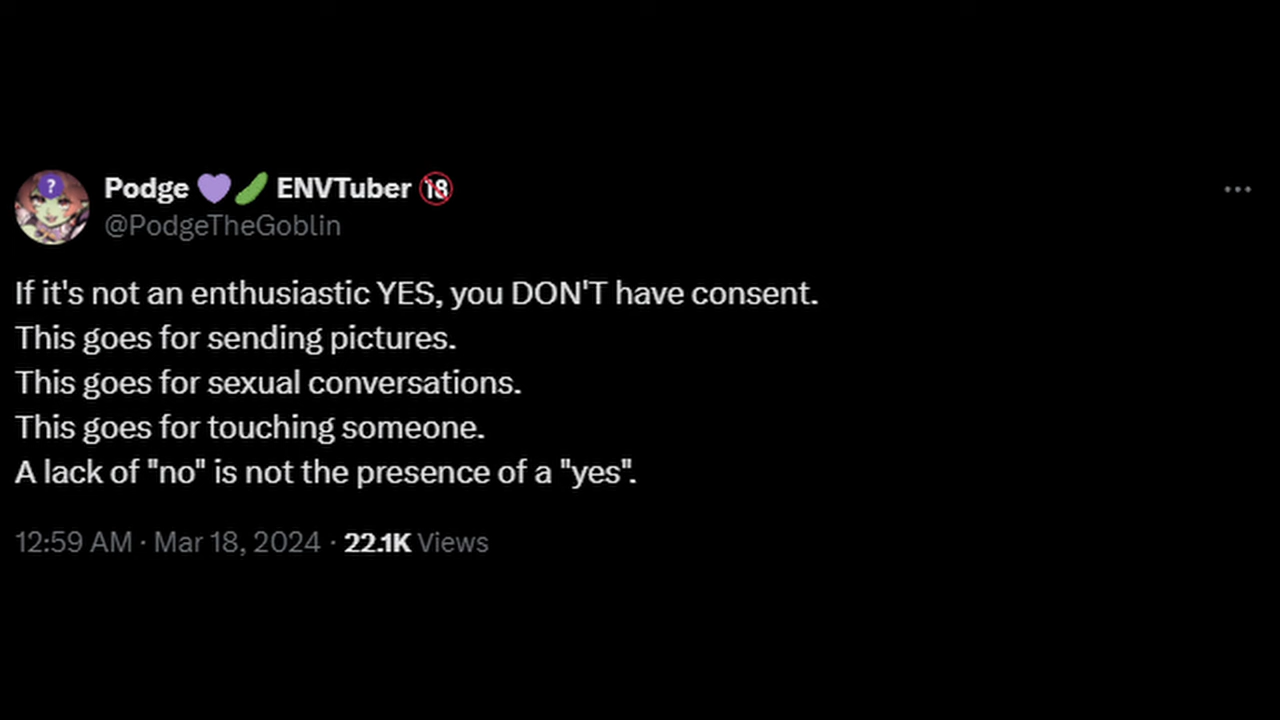 Podge 💜🥒 ENVTuber 🔞
@PodgeTheGoblin
If it's not an enthusiastic YES, you DON'T have consent.
This goes for sending pictures.
This goes for sexual conversations.
This goes for touching someone.
A lack of "no" is not the presence of a "yes".
12:59 AM · Mar 18, 2024 · 22.1K Views